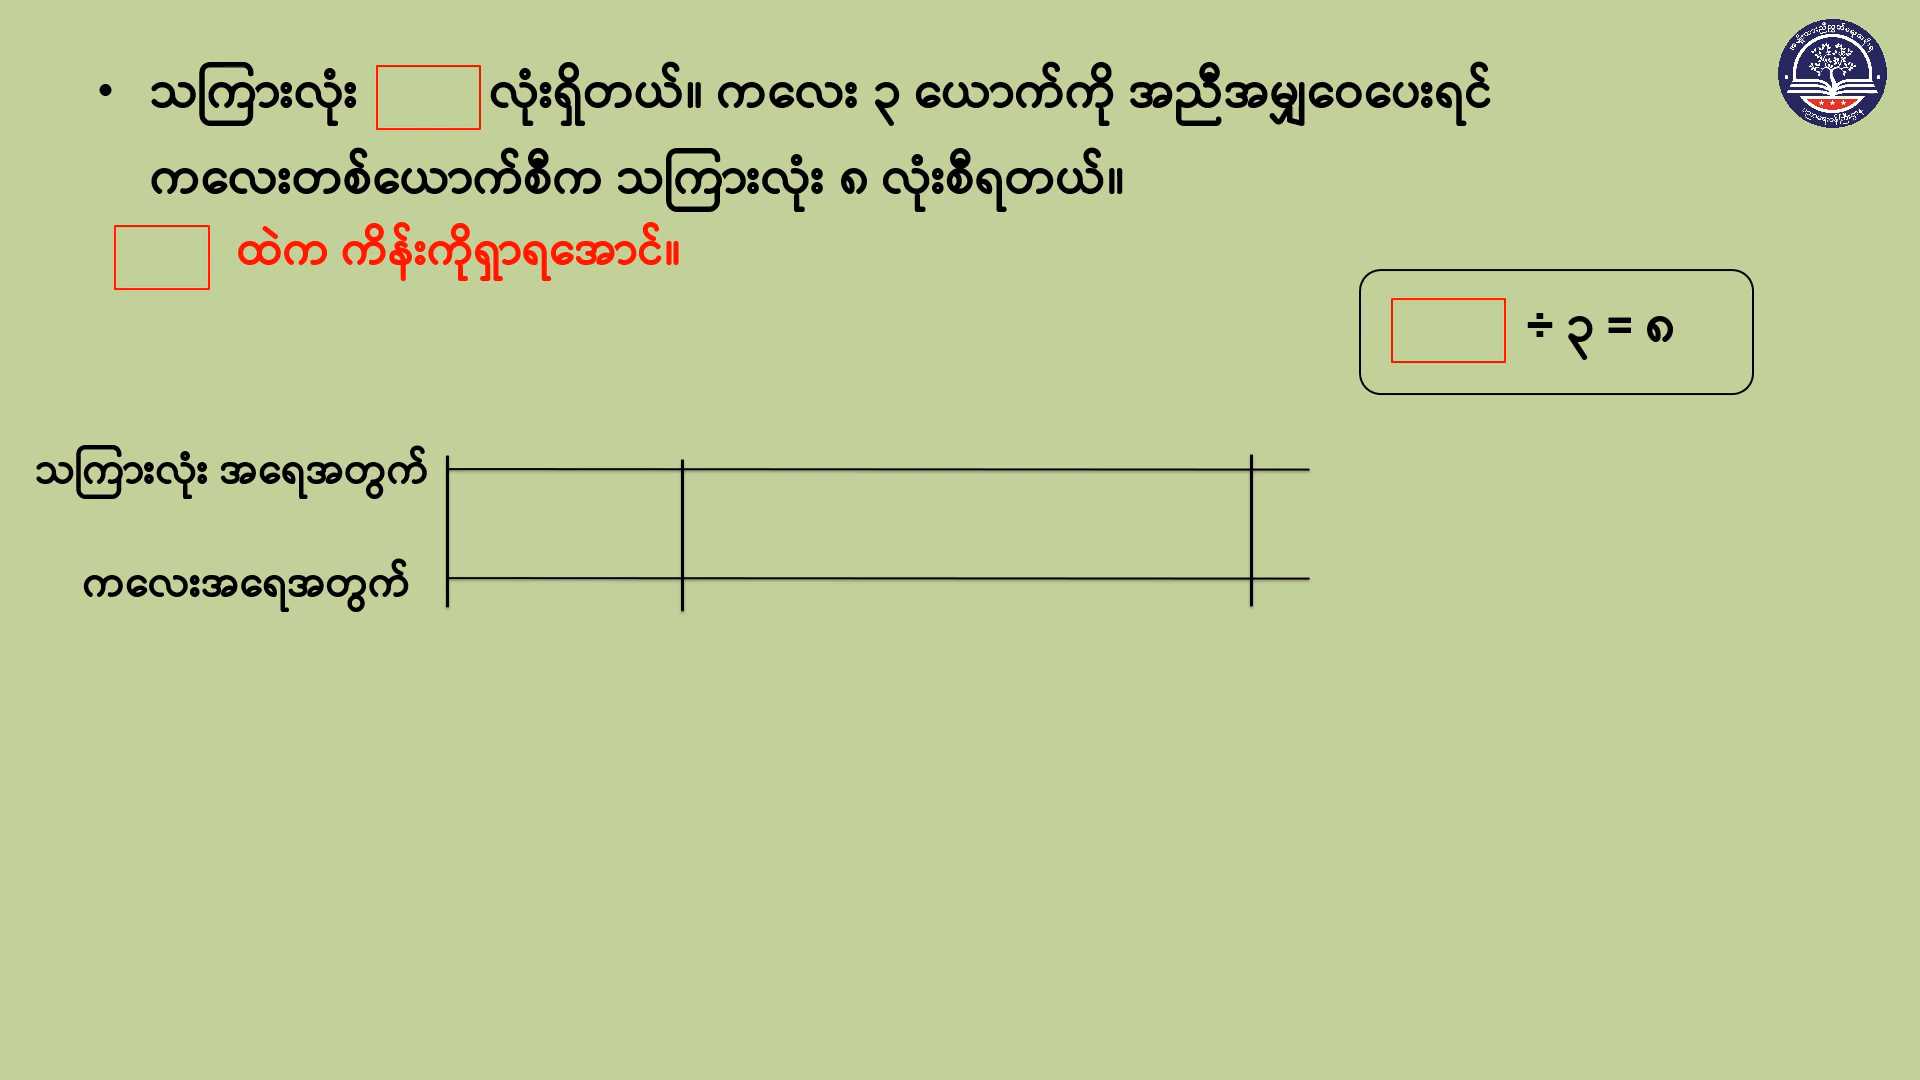 • သကြားလုံး လုံးရှိတယ်။ ကလေး ၃ ယောက်ကို အညီအမျှဝေပေးရင်
ကလေးတစ်ယောက်စီက သကြားလုံး ၈ လုံးစီရတယ်။
ထဲက ကိန်းကိုရှာရအောင်။
÷ ၃ = ၈
သကြားလုံး အရေအတွက်
ကလေးအရေအတွက်